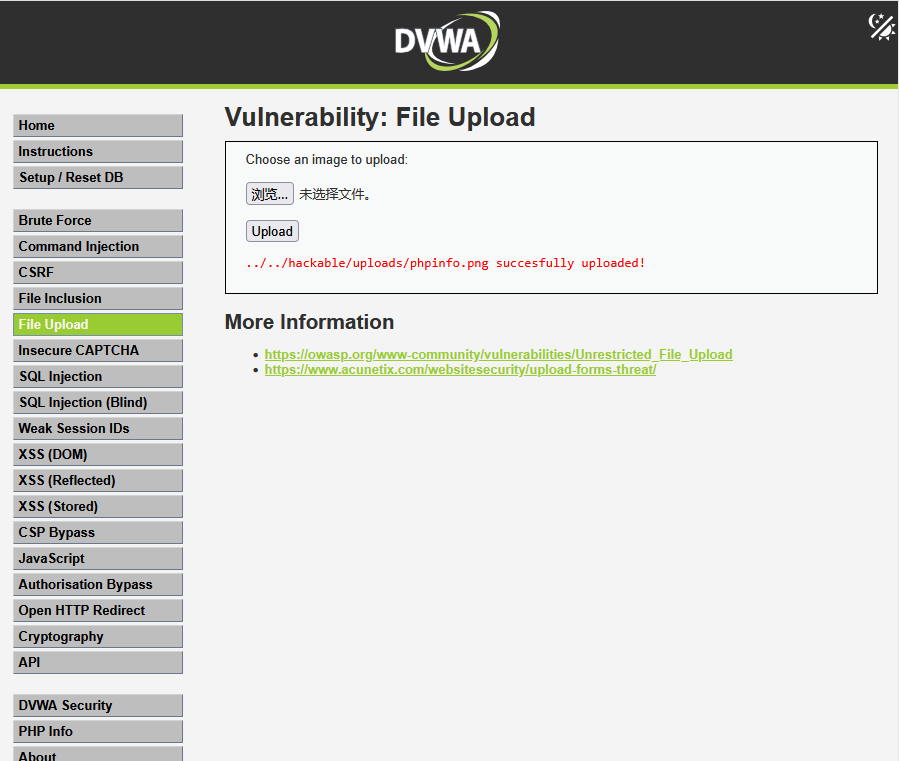 DVWA
Vulnerability: File Upload
Home
Instructions
Setup / Reset DB
Brute Force
Command Injection
CSRF
File Inclusion
File Upload
Insecure CAPTCHA
SQL Injection
SQL Injection (Blind)
Weak Session IDs
XSS (DOM)
XSS (Reflected)
XSS (Stored)
CSP Bypass
JavaScript
Authorisation Bypass
Open HTTP Redirect
Cryptography
API
DVWA Security
PHP Info
About
Choose an image to upload:
浏览... 未选择文件。
Upload
../../hackable/uploads/phpinfo.png succesfully uploaded!
More Information
https://owasp.org/www-community/vulnerabilities/Unrestricted_File_Upload
https://www.acunetix.com/websitesecurity/upload-forms-threat/